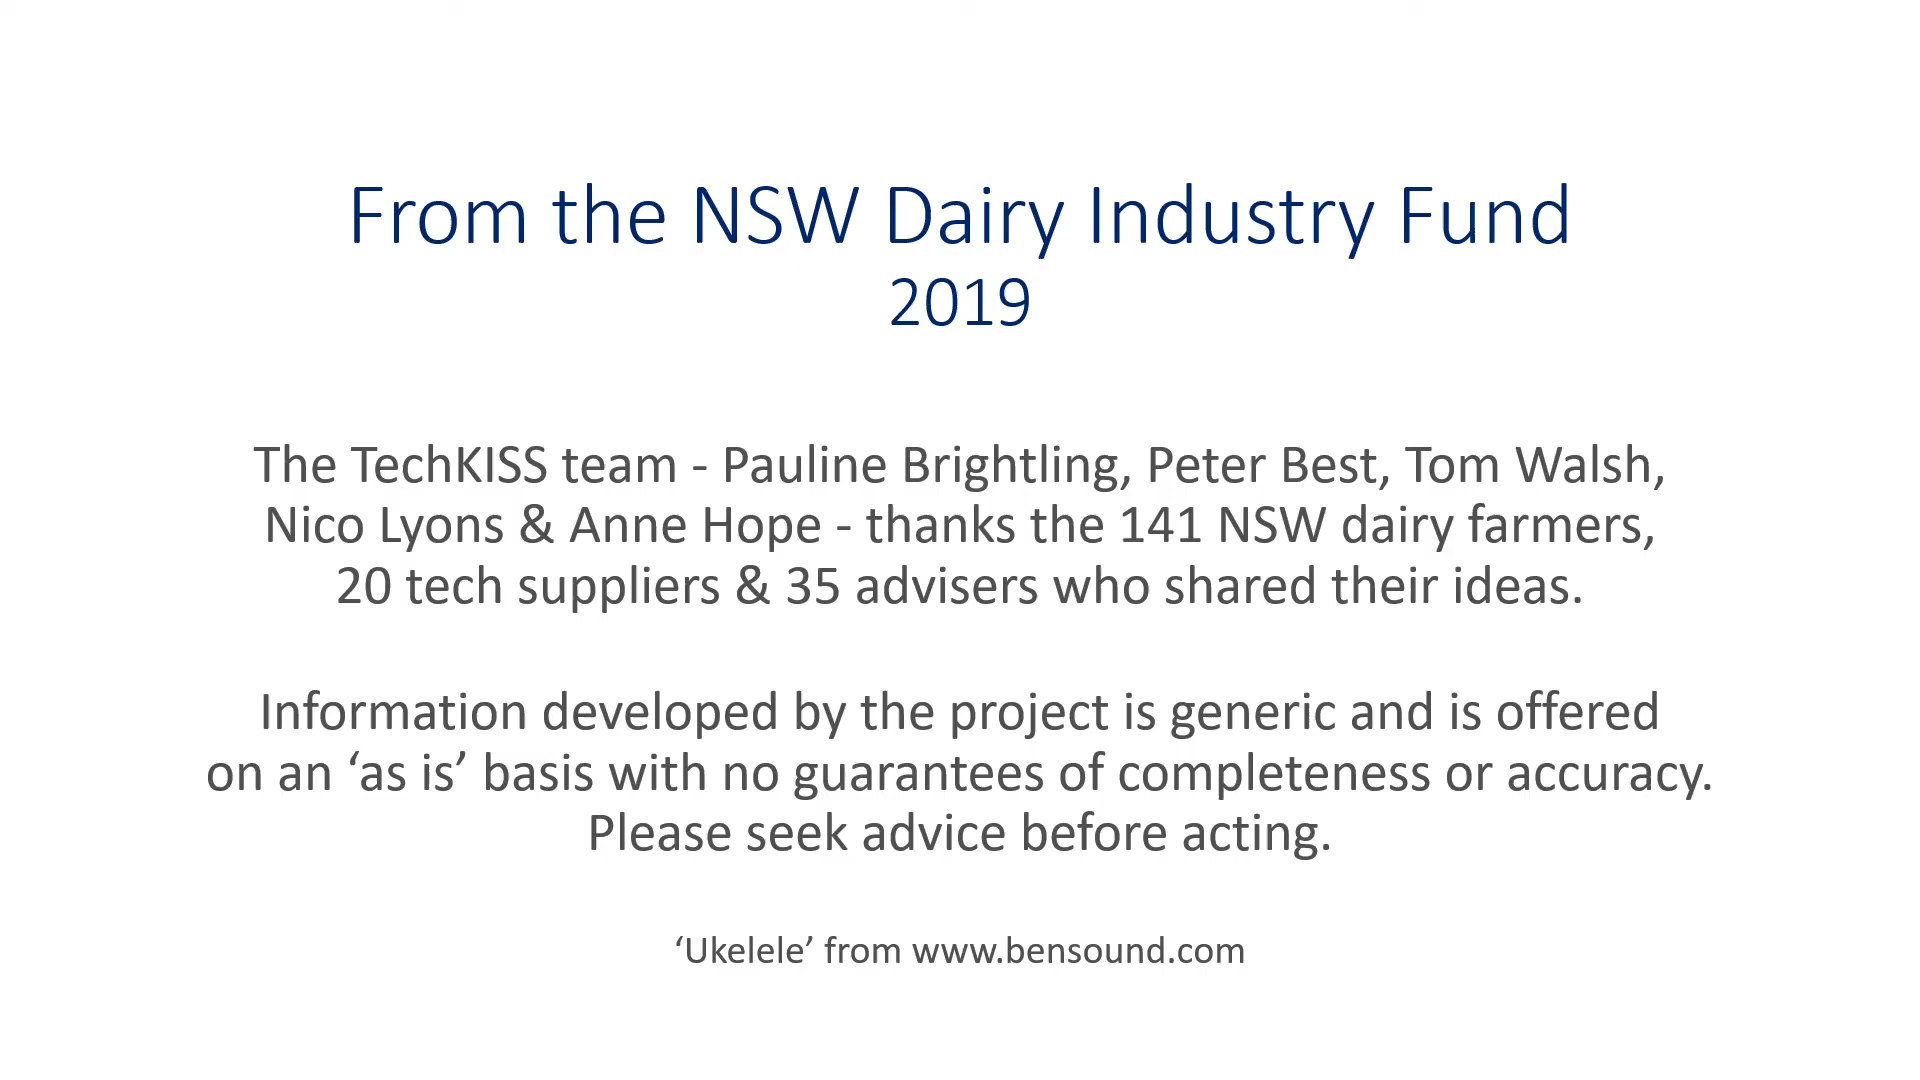 From the NSW Dairy Industry Fund
2019
The TechKISS team - Pauline Brightling, Peter Best, Tom Walsh,
Nico Lyons & Anne Hope - thanks the 141 NSW dairy farmers,
20 tech suppliers & 35 advisers who shared their ideas.
Information developed by the project is generic and is offered
on an ‘as is’ basis with no guarantees of completeness or accuracy.
Please seek advice before acting.
‘Ukelele’ from www.bensound.com